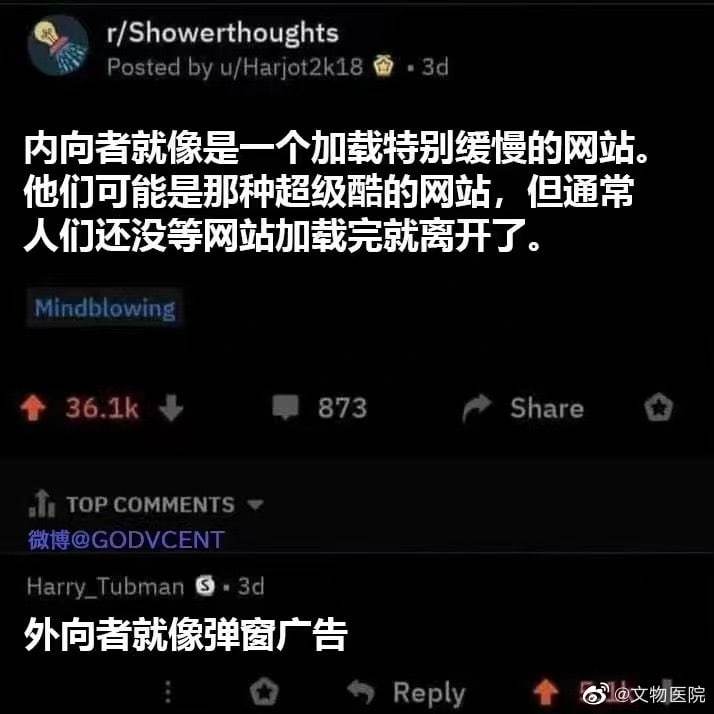 r/Showerthoughts
Posted by u/Harjot2k18 • 3d
内向者就像是一个加载特别缓慢的网站。
他们可能是那种超级酷的网站，但通常
人们还没等网站加载完就离开了。
Mindblowing
36.1k 873 Share
TOP COMMENTS
微博@GODVCENT
Harry_Tubman S • 3d
外向者就像弹窗广告
Reply @文物医院